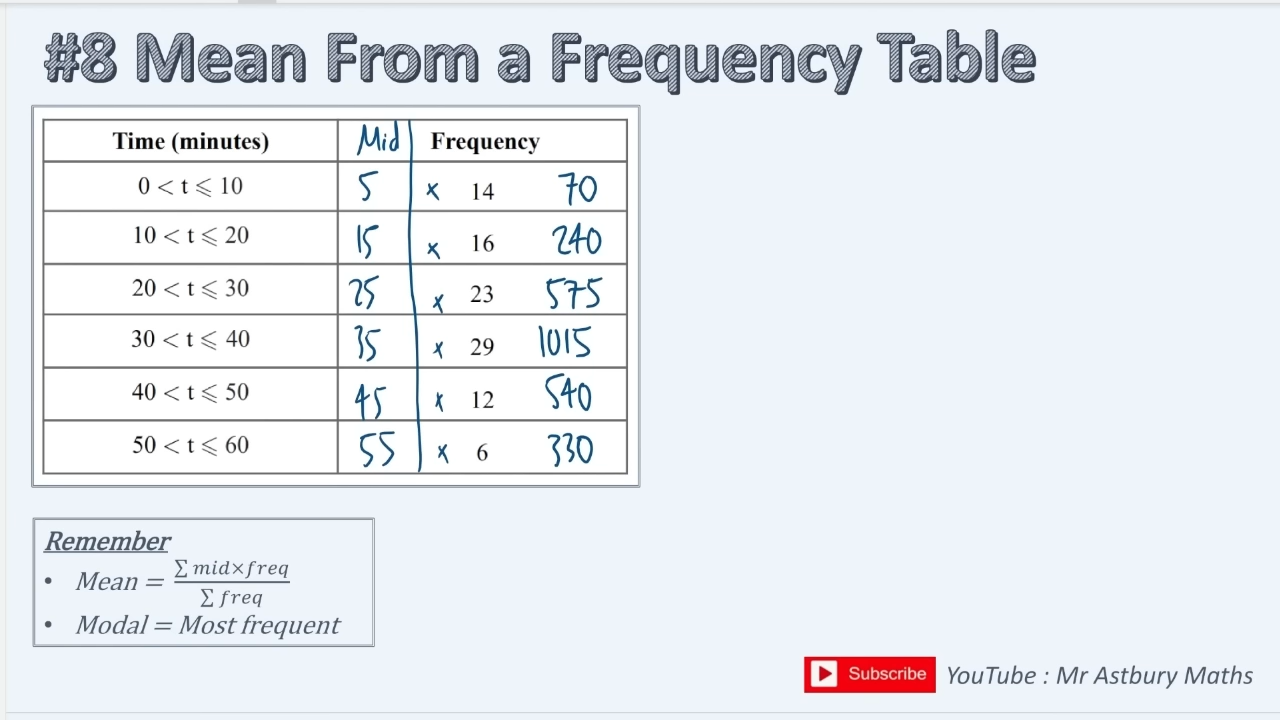 #8 Mean From a Frequency Table
Time (minutes) Mid Frequency
0 < t ⩽ 10 5 × 14 70
10 < t ⩽ 20 15 × 16 240
20 < t ⩽ 30 25 × 23 575
30 < t ⩽ 40 35 × 29 1015
40 < t ⩽ 50 45 × 12 540
50 < t ⩽ 60 55 × 6 330
Remember
• Mean = ∑ mid×freq / ∑ freq
• Modal = Most frequent
Subscribe YouTube : Mr Astbury Maths